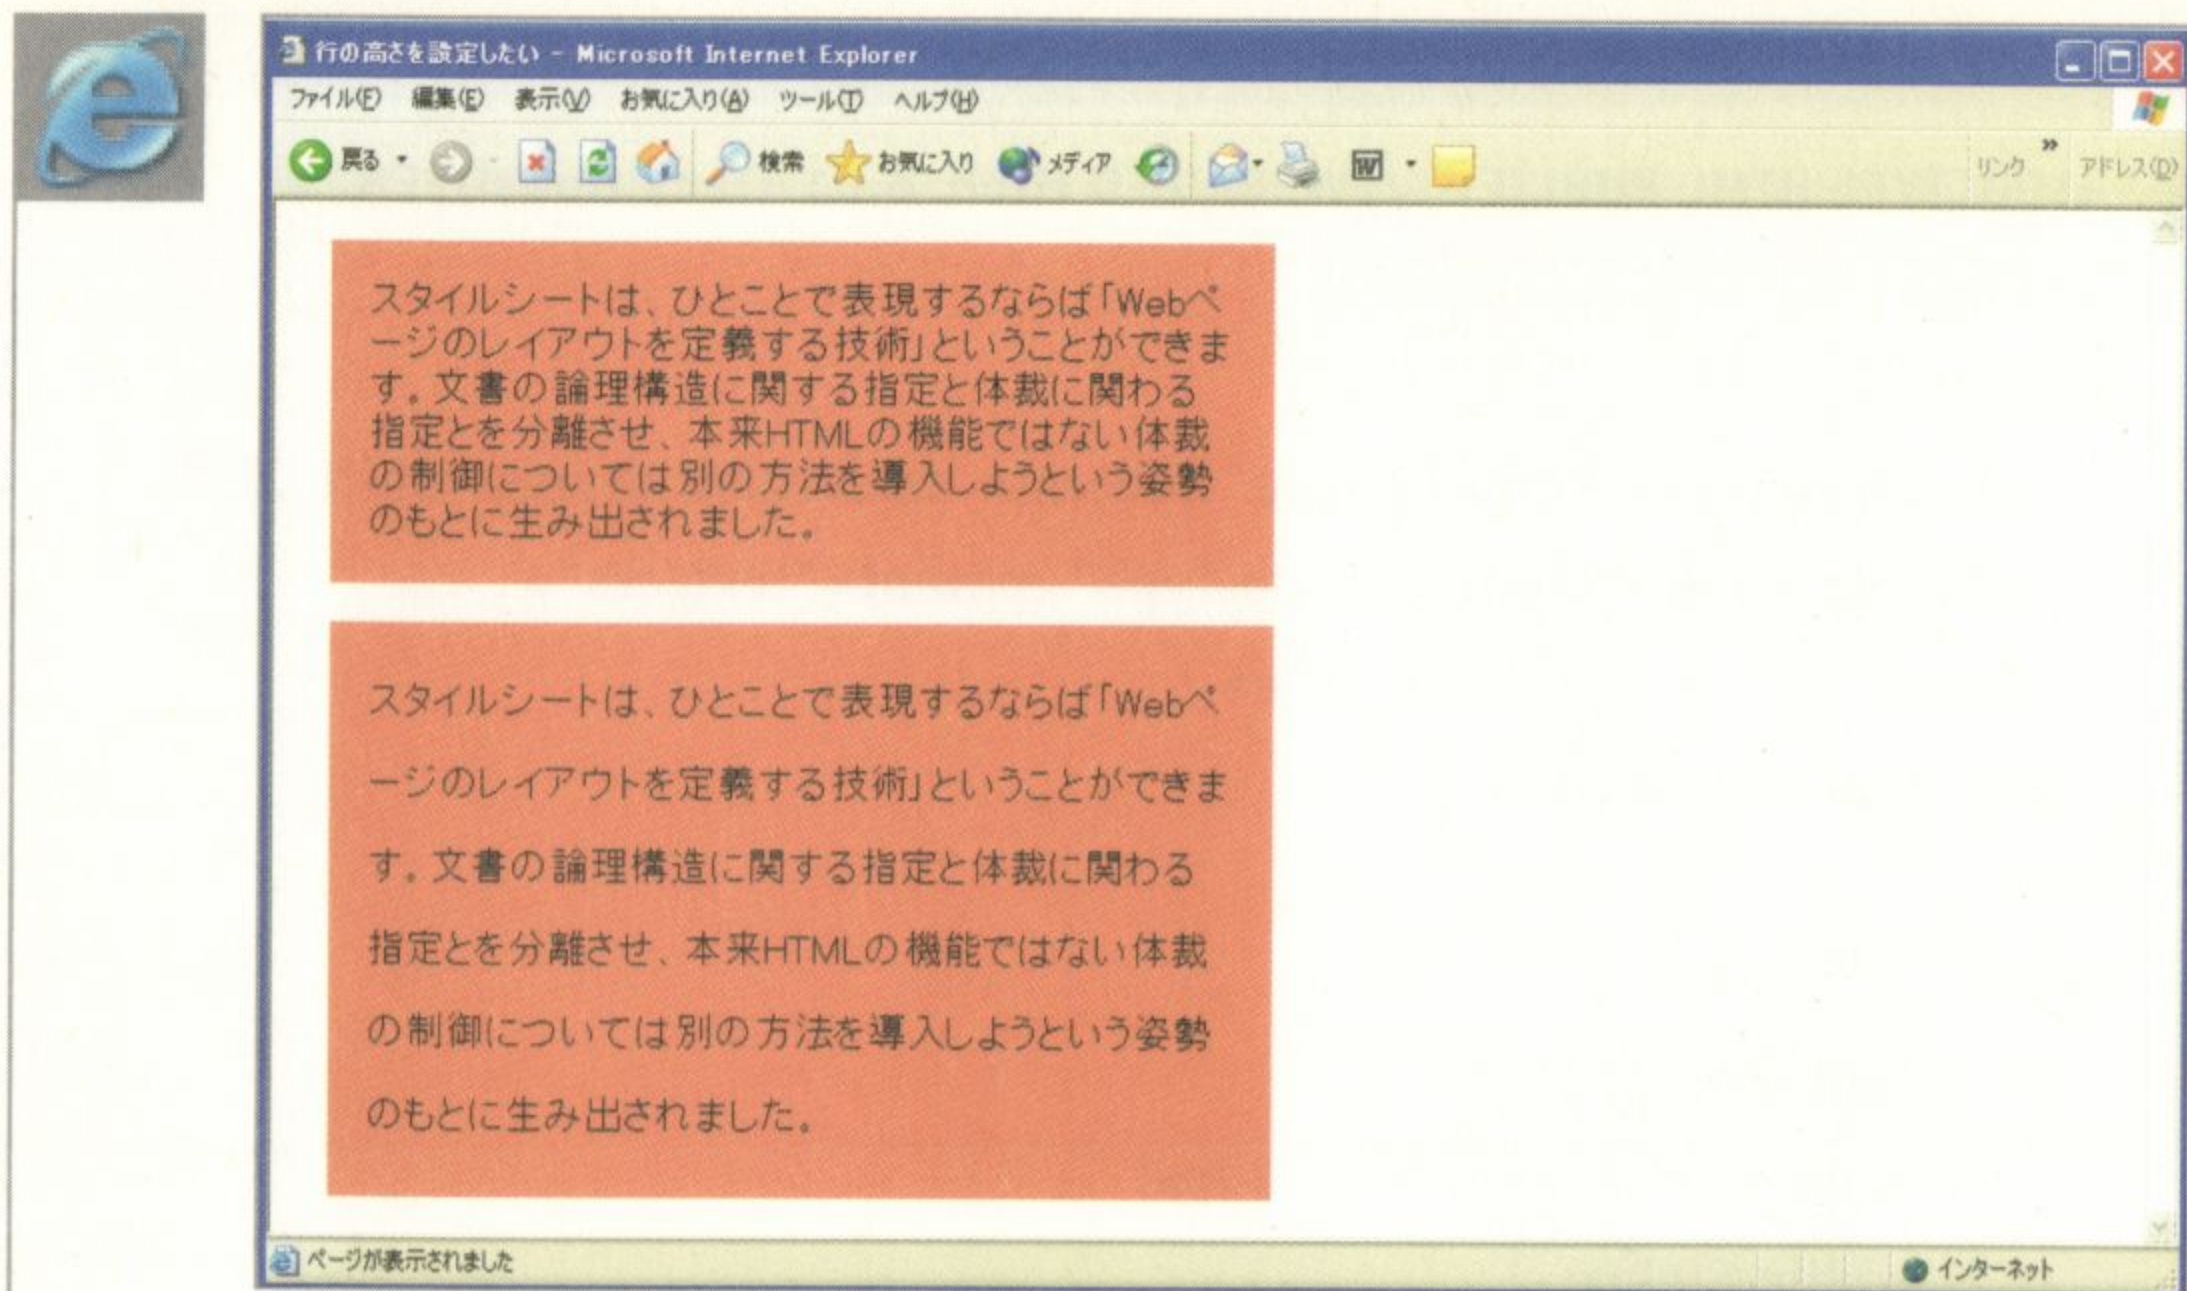 行の高さを設定したい - Microsoft Internet Explorer
ファイル(F) 編集(E) 表示(V) お気に入り(A) ツール(T) ヘルプ(H)
戻る 検索 お気に入り メディア リンク » アドレス(D)
スタイルシートは、ひとことで表現するならば「Webペ
ージのレイアウトを定義する技術」ということができま
す。文書の論理構造に関する指定と体裁に関わる
指定とを分離させ、本来HTMLの機能ではない体裁
の制御については別の方法を導入しようという姿勢
のもとに生み出されました。
スタイルシートは、ひとことで表現するならば「Webペ
ージのレイアウトを定義する技術」ということができま
す。文書の論理構造に関する指定と体裁に関わる
指定とを分離させ、本来HTMLの機能ではない体裁
の制御については別の方法を導入しようという姿勢
のもとに生み出されました。
ページが表示されました インターネット